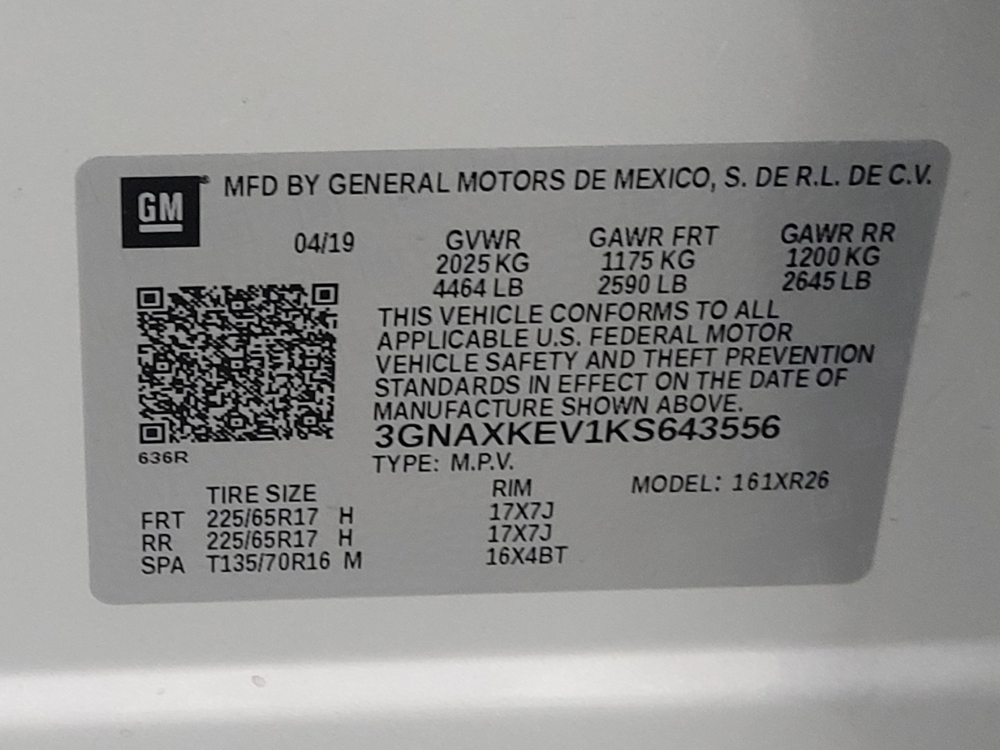 GM MFD BY GENERAL MOTORS DE MEXICO, S. DE R.L. DE C.V.
04/19 GVWR GAWR FRT GAWR RR
2025 KG 1175 KG 1200 KG
4464 LB 2590 LB 2645 LB
THIS VEHICLE CONFORMS TO ALL
APPLICABLE U.S. FEDERAL MOTOR
VEHICLE SAFETY AND THEFT PREVENTION
STANDARDS IN EFFECT ON THE DATE OF
MANUFACTURE SHOWN ABOVE.
3GNAXKEV1KS643556
636R
TYPE: M.P.V.
TIRE SIZE RIM MODEL: 161XR26
FRT 225/65R17 H 17X7J
RR 225/65R17 H 17X7J
SPA T135/70R16 M 16X4BT